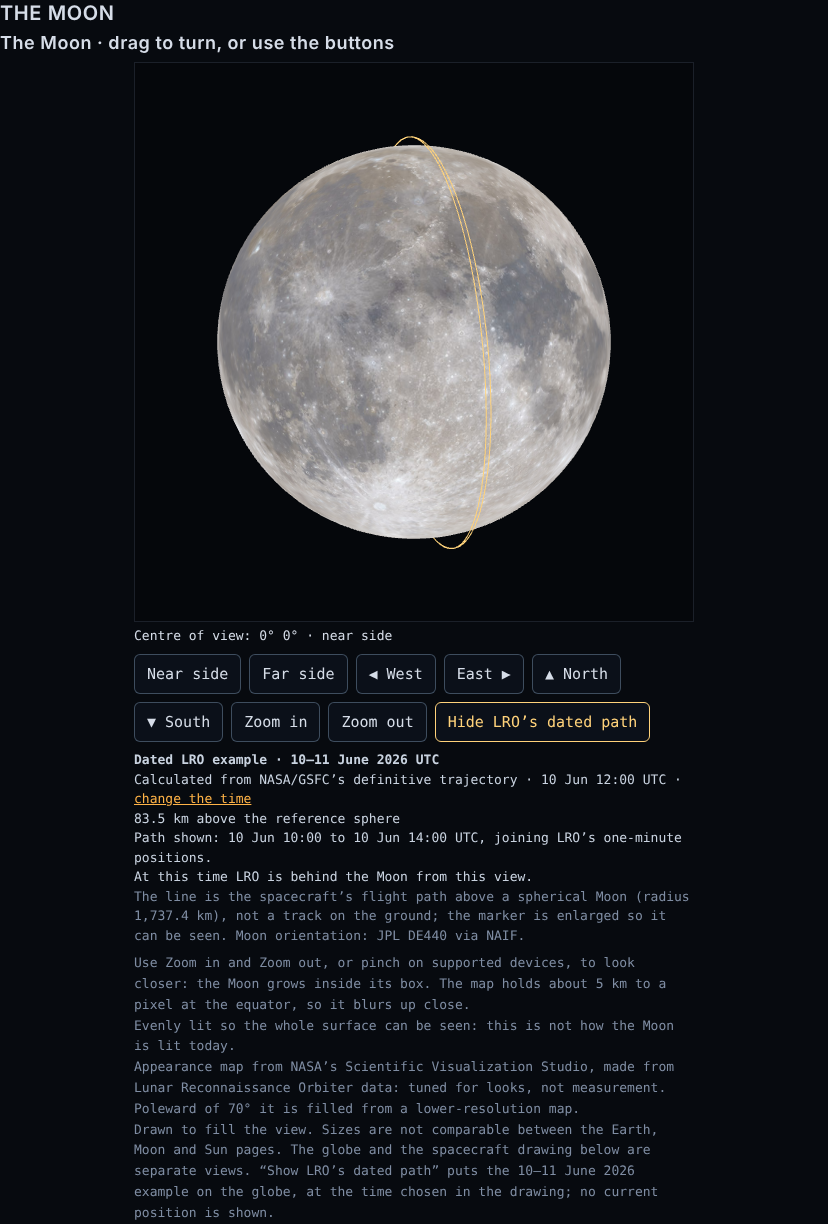 THE MOON
The Moon · drag to turn, or use the buttons
Centre of view: 0° 0° · near side
Near side
Far side
◀ West
East ▶
▲ North
▼ South
Zoom in
Zoom out
Hide LRO’s dated path
Dated LRO example · 10–11 June 2026 UTC
Calculated from NASA/GSFC’s definitive trajectory · 10 Jun 12:00 UTC ·
change the time
83.5 km above the reference sphere
Path shown: 10 Jun 10:00 to 10 Jun 14:00 UTC, joining LRO’s one-minute
positions.
At this time LRO is behind the Moon from this view.
The line is the spacecraft’s flight path above a spherical Moon (radius
1,737.4 km), not a track on the ground; the marker is enlarged so it
can be seen. Moon orientation: JPL DE440 via NAIF.
Use Zoom in and Zoom out, or pinch on supported devices, to look
closer: the Moon grows inside its box. The map holds about 5 km to a
pixel at the equator, so it blurs up close.
Evenly lit so the whole surface can be seen: this is not how the Moon
is lit today.
Appearance map from NASA’s Scientific Visualization Studio, made from
Lunar Reconnaissance Orbiter data: tuned for looks, not measurement.
Poleward of 70° it is filled from a lower-resolution map.
Drawn to fill the view. Sizes are not comparable between the Earth,
Moon and Sun pages. The globe and the spacecraft drawing below are
separate views. “Show LRO’s dated path” puts the 10–11 June 2026
example on the globe, at the time chosen in the drawing; no current
position is shown.